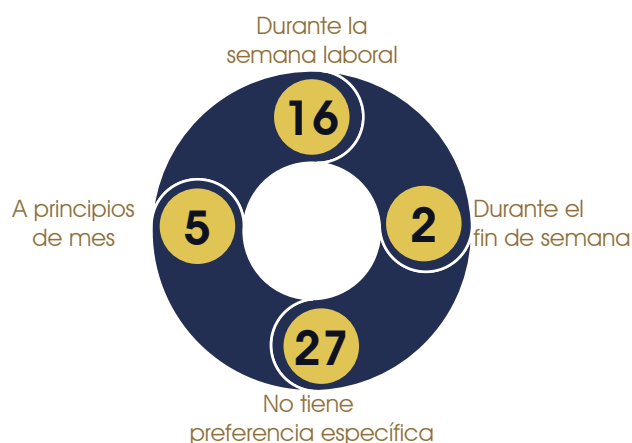 Durante la
semana laboral
16
A principios
de mes
5
2
Durante el
fin de semana
27
No tiene
preferencia específica